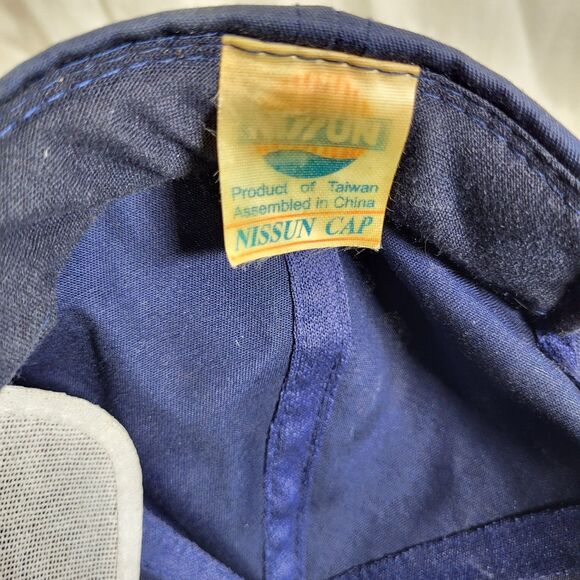 NISSUN
Product of Taiwan
Assembled in China
NISSUN CAP